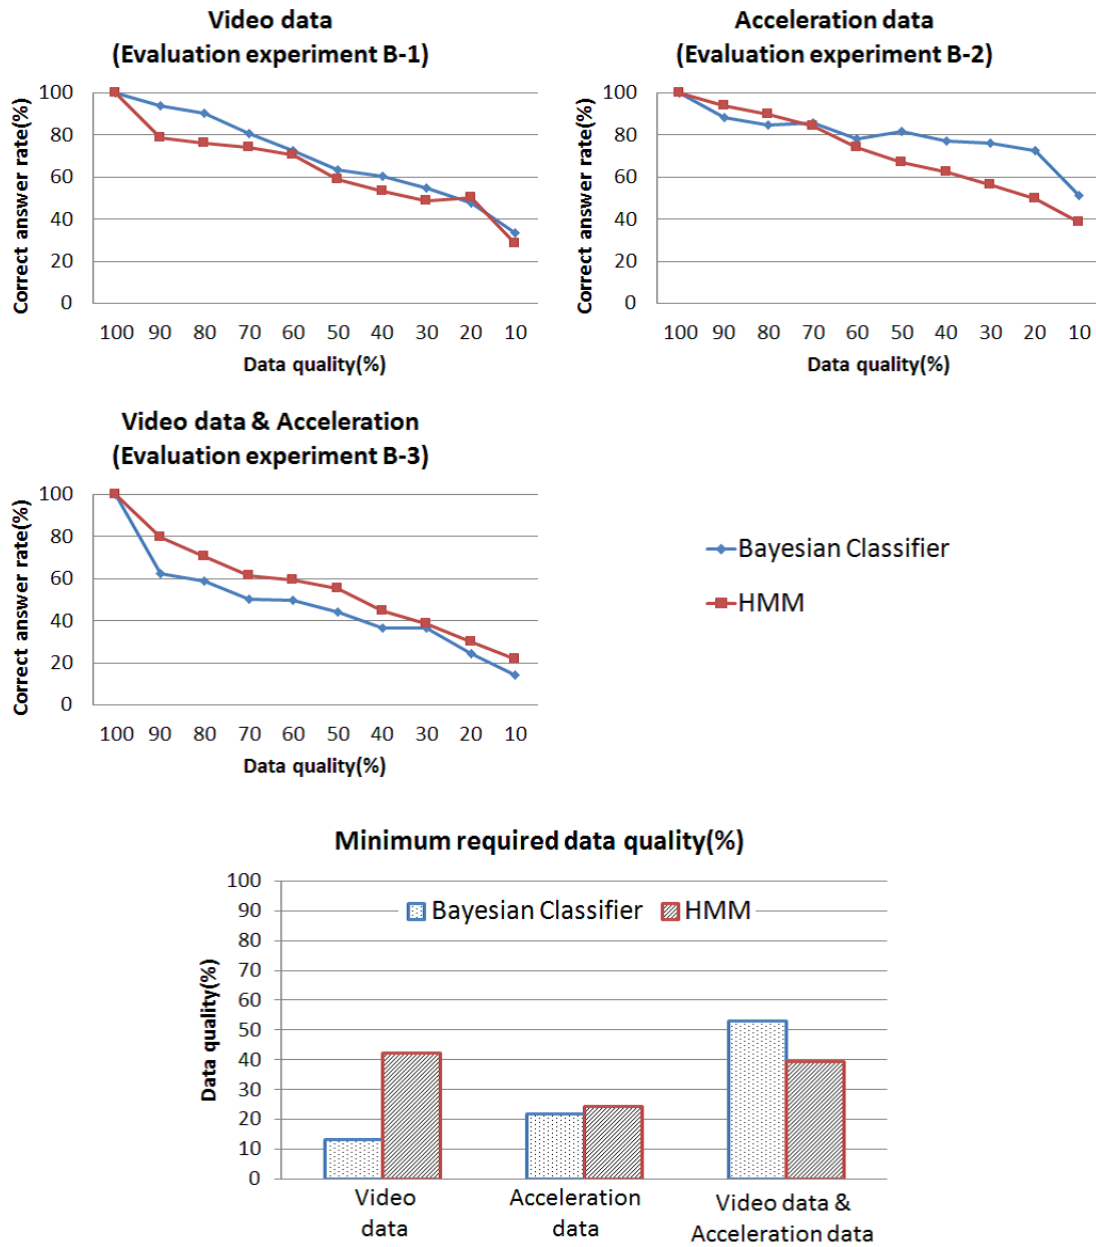 Video data
(Evaluation experiment B-1)
Correct answer rate(%)
100
80
60
40
20
0
100 90 80 70 60 50 40 30 20 10
Data quality(%)
Acceleration data
(Evaluation experiment B-2)
Correct answer rate(%)
100
80
60
40
20
0
100 90 80 70 60 50 40 30 20 10
Data quality(%)
Video data & Acceleration
(Evaluation experiment B-3)
Correct answer rate(%)
100
80
60
40
20
0
100 90 80 70 60 50 40 30 20 10
Data quality(%)
Bayesian Classifier
HMM
Minimum required data quality(%)
Data quality(%)
100
90
80
70
60
50
40
30
20
10
0
Bayesian Classifier HMM
Video
data
Acceleration
data
Video data &
Acceleration data